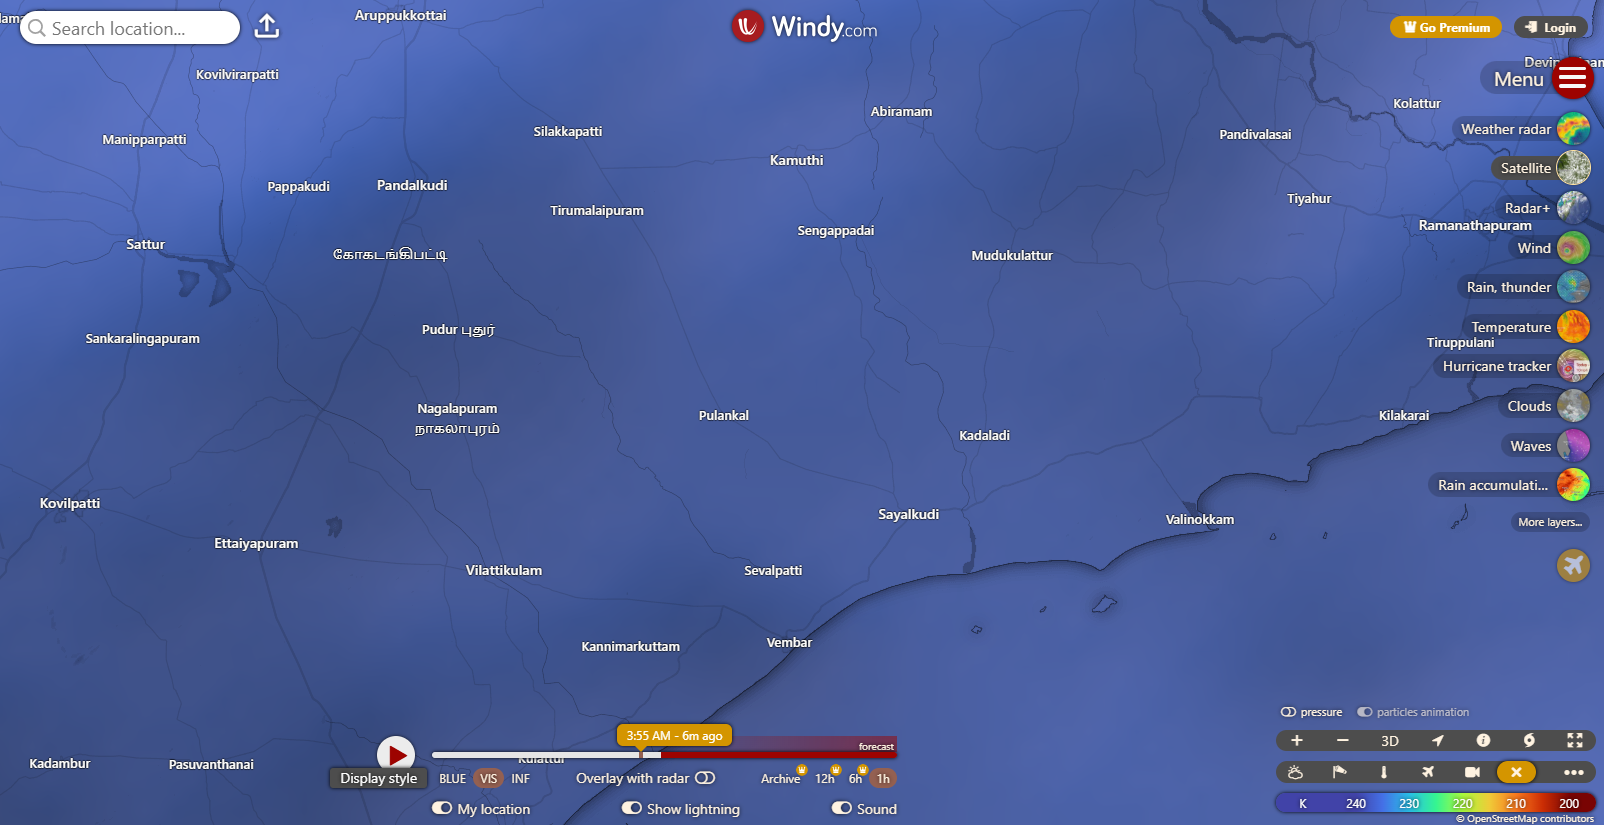 Search location...
Aruppukkottai
Windy.com
Go Premium
Login
Menu
Kovilvirarpatti
Manipparpatti
Silakkapatti
Abiramam
Kolattur
Pandivalasai
Weather radar
Kamuthi
Satellite
Pappakudi
Pandalkudi
Tirumalaipuram
Tiyahur
Radar+
Sengappadai
Ramanathapuram
Sattur
கோகடங்கிபட்டி
Mudukulattur
Wind
Rain, thunder
Sankaralingapuram
Pudur புதுர்
Temperature
Tiruppulani
Hurricane tracker
Nagalapuram
நாகலாபுரம்
Pulankal
Kadaladi
Clouds
Kilakarai
Waves
Rain accumulati...
Kovilpatti
Sayalkudi
Valinokkam
More layers...
Ettaiyapuram
Vilattikulam
Sevalpatti
Kannimarkuttam
Vembar
pressure
particles animation
3:55 AM - 6m ago
forecast
3D
Kadambur
Pasuvanthanai
Kulattur
Display style
BLUE VIS INF
Overlay with radar
Archive 12h 6h 1h
My location
Show lightning
Sound
K 240 230 220 210 200
© OpenStreetMap contributors